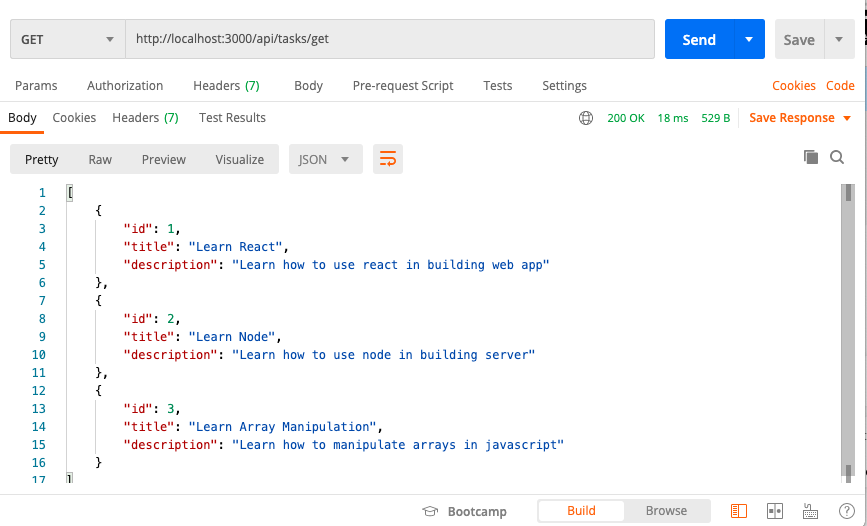 GET http://localhost:3000/api/tasks/get Send Save
Params Authorization Headers (7) Body Pre-request Script Tests Settings Cookies Code
Body Cookies Headers (7) Test Results 200 OK 18 ms 529 B Save Response
Pretty Raw Preview Visualize JSON
1 [
2 {
3 "id": 1,
4 "title": "Learn React",
5 "description": "Learn how to use react in building web app"
6 },
7 {
8 "id": 2,
9 "title": "Learn Node",
10 "description": "Learn how to use node in building server"
11 },
12 {
13 "id": 3,
14 "title": "Learn Array Manipulation",
15 "description": "Learn how to manipulate arrays in javascript"
16 }
17 ]
Bootcamp Build Browse